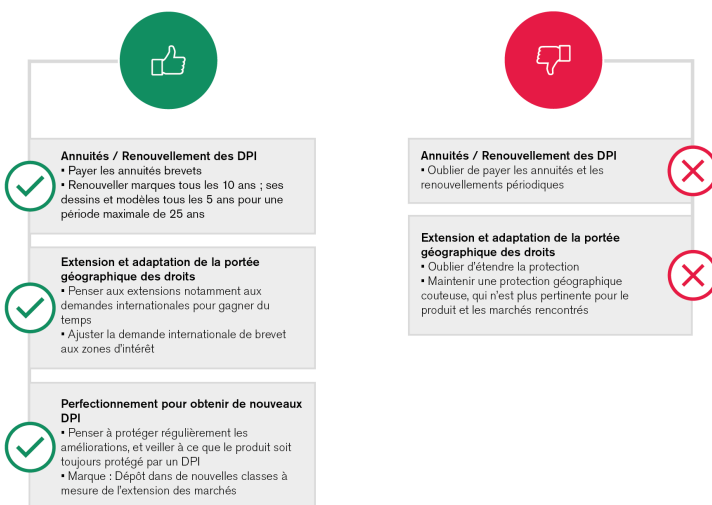 Annuités / Renouvellement des DPI
▪ Payer les annuités brevets
▪ Renouveller marques tous les 10 ans ; ses
dessins et modèles tous les 5 ans pour une
période maximale de 25 ans
Extension et adaptation de la portée
géographique des droits
▪ Penser aux extensions notamment aux
demandes internationales pour gagner du
temps
▪ Ajuster la demande internationale de brevet
aux zones d'intérêt
Perfectionnement pour obtenir de nouveaux
DPI
▪ Penser à protéger régulièrement les
améliorations, et veiller à ce que le produit soit
toujours protégé par un DPI
▪ Marque : Dépôt dans de nouvelles classes à
mesure de l'extension des marchés
Annuités / Renouvellement des DPI
▪ Oublier de payer les annuités et les
renouvellements périodiques
Extension et adaptation de la portée
géographique des droits
▪ Oublier d'étendre la protection
▪ Maintenir une protection géographique
couteuse, qui n'est plus pertinente pour le
produit et les marchés rencontrés